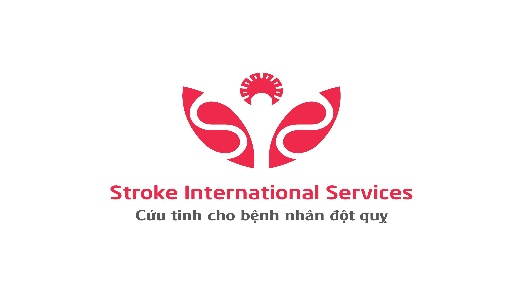 Stroke International Services
Cứu tinh cho bệnh nhân đột quỵ